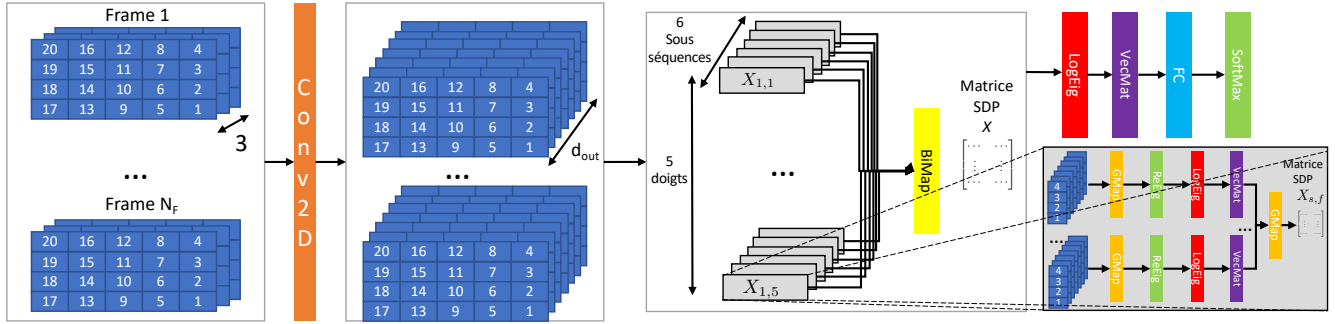 Frame 1
20 16 12 8 4
19 15 11 7 3
18 14 10 6 2
17 13 9 5 1
3
...
Frame N_F
20 16 12 8 4
19 15 11 7 3
18 14 10 6 2
17 13 9 5 1
Conv2D
20 16 12 8 4
19 15 11 7 3
18 14 10 6 2
17 13 9 5 1
d_out
...
20 16 12 8 4
19 15 11 7 3
18 14 10 6 2
17 13 9 5 1
6
Sous
séquences
X_{1,1}
5
doigts
...
X_{1,5}
BiMap
Matrice
SDP
X
LogEig
VecMat
FC
SoftMax
4
3
2
1
GMap
ReEig
LogEig
VecMat
....
...
4
3
2
1
GMap
ReEig
LogEig
VecMat
GMap
Matrice
SDP
X_{s,f}